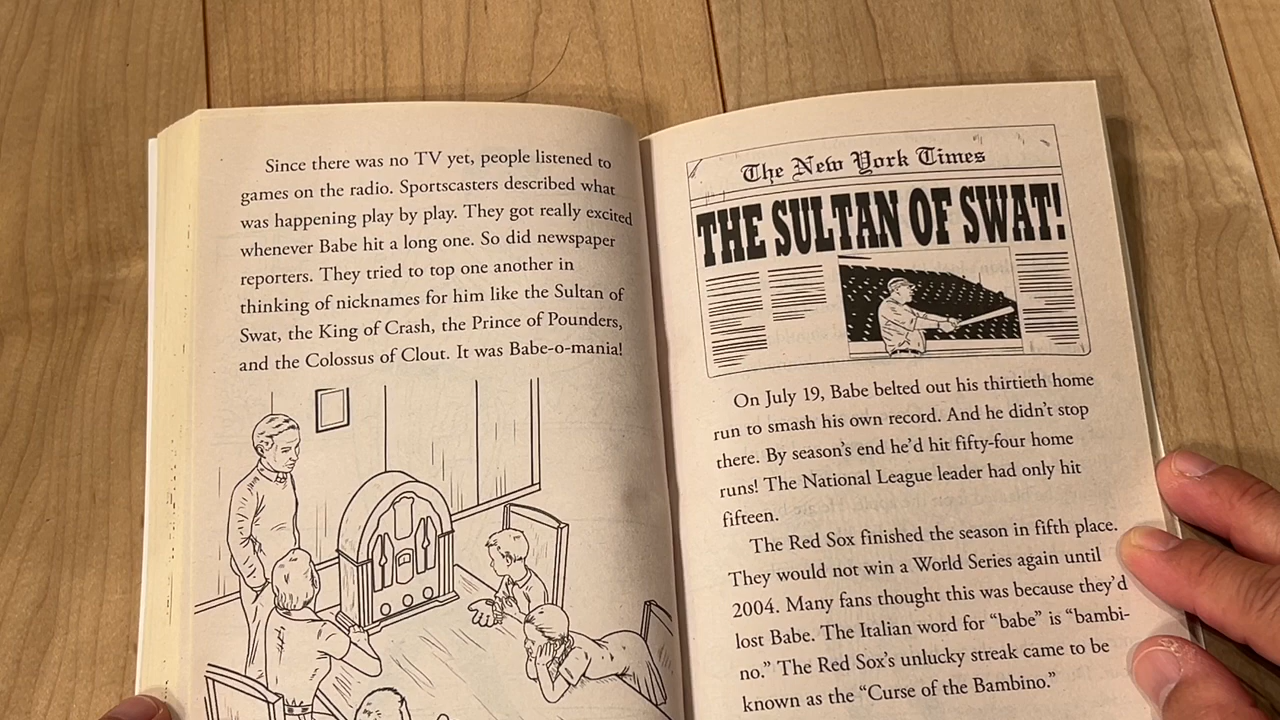 Since there was no TV yet, people listened to
games on the radio. Sportscasters described what
was happening play by play. They got really excited
whenever Babe hit a long one. So did newspaper
reporters. They tried to top one another in
thinking of nicknames for him like the Sultan of
Swat, the King of Crash, the Prince of Pounders,
and the Colossus of Clout. It was Babe-o-mania!
The New York Times
THE SULTAN OF SWAT!
On July 19, Babe belted out his thirtieth home
run to smash his own record. And he didn’t stop
there. By season’s end he’d hit fifty-four home
runs! The National League leader had only hit
fifteen.
The Red Sox finished the season in fifth place.
They would not win a World Series again until
2004. Many fans thought this was because they’d
lost Babe. The Italian word for “babe” is “bambi-
no.” The Red Sox’s unlucky streak came to be
known as the “Curse of the Bambino.”